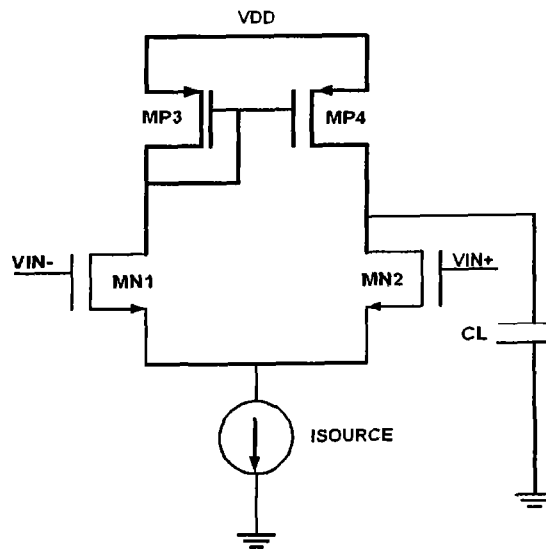 VDD
MP3
MP4
VIN-
MN1
MN2
VIN+
CL
ISOURCE